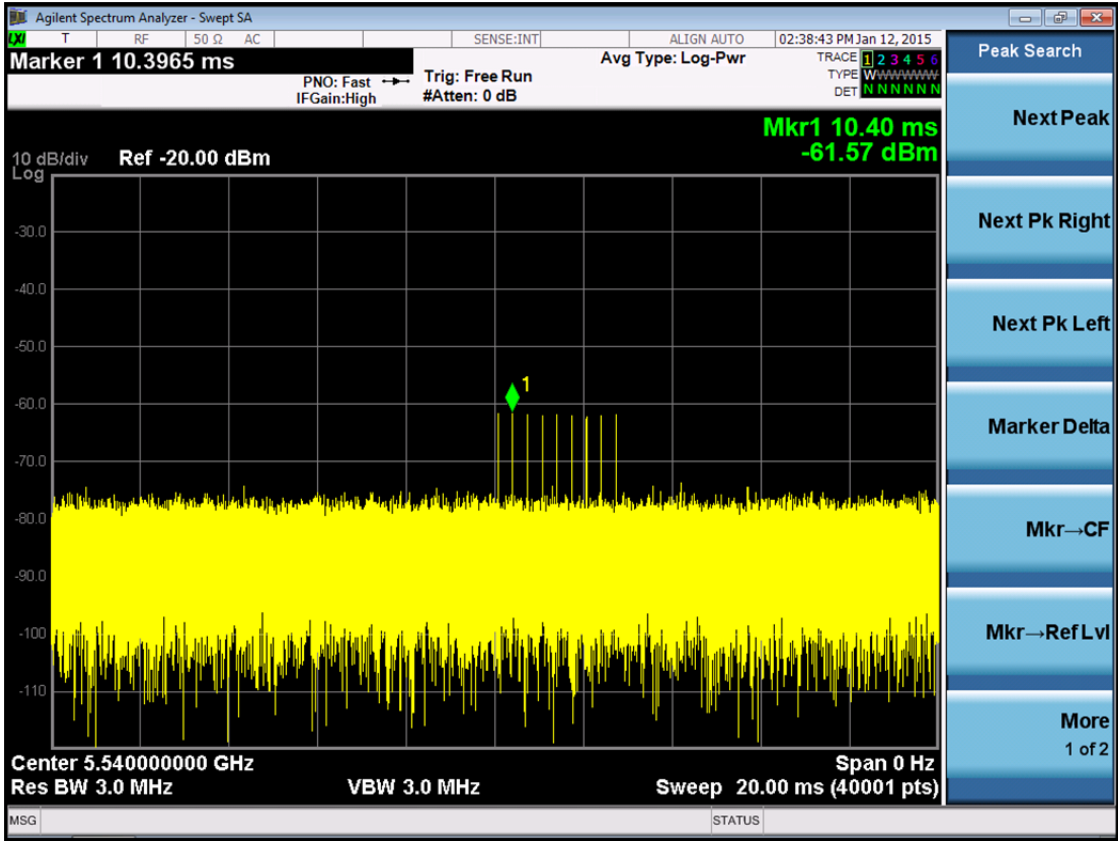 Agilent Spectrum Analyzer - Swept SA
LXI T RF 50 Ω AC SENSE:INT ALIGN AUTO 02:38:43 PM Jan 12, 2015
Marker 1 10.3965 ms
PNO: Fast
IFGain:High
Trig: Free Run
#Atten: 0 dB
Avg Type: Log-Pwr
TRACE 1 2 3 4 5 6
TYPE WWWWWW
DET N N N N N N
Mkr1 10.40 ms
-61.57 dBm
10 dB/div Ref -20.00 dBm
Log
-30.0
-40.0
-50.0
1
-60.0
-70.0
-80.0
-90.0
-100
-110
Center 5.540000000 GHz Span 0 Hz
Res BW 3.0 MHz VBW 3.0 MHz Sweep 20.00 ms (40001 pts)
MSG STATUS
Peak Search
Next Peak
Next Pk Right
Next Pk Left
Marker Delta
Mkr→CF
Mkr→Ref Lvl
More
1 of 2